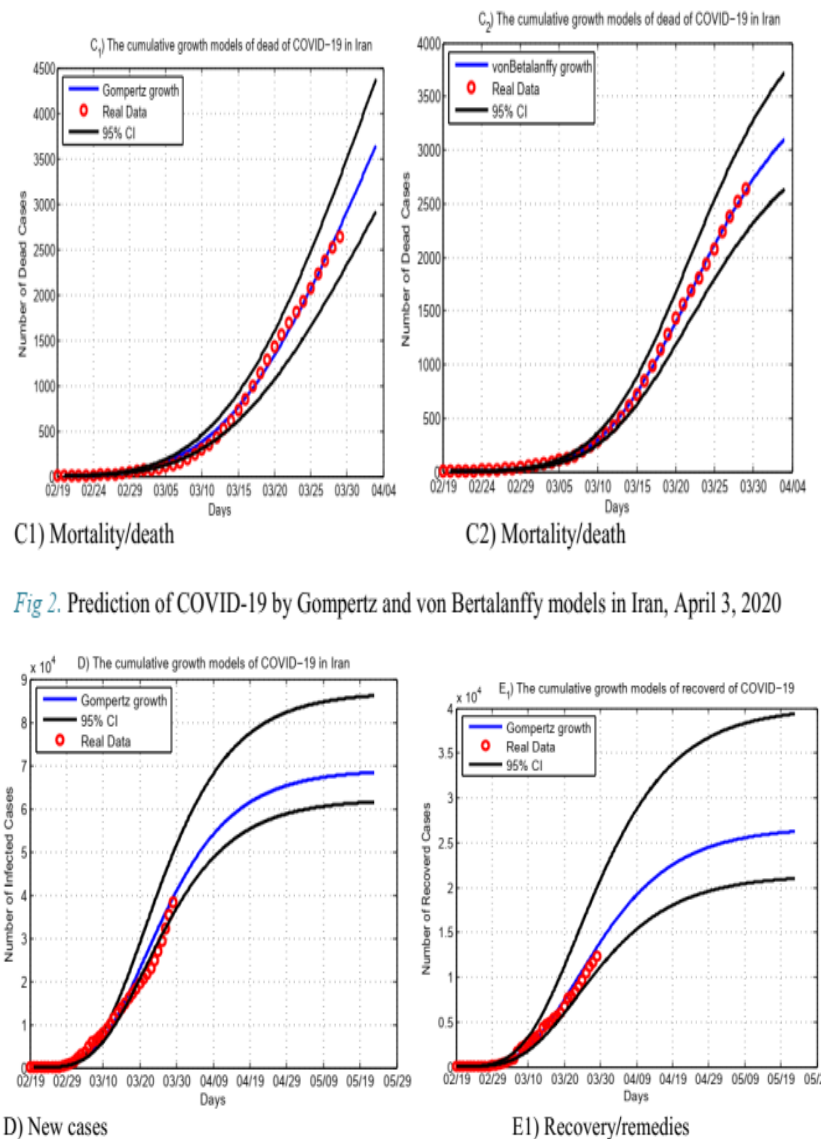 C1) The cumulative growth models of dead of COVID-19 in Iran
4500
4000
3500
3000
2500
2000
1500
1000
500
0
Number of Dead Cases
Gompertz growth
Real Data
95% CI
02/19 02/24 02/29 03/05 03/10 03/15 03/20 03/25 03/30 04/04
Days
C1) Mortality/death
C2) The cumulative growth models of dead of COVID-19 in Iran
4000
3500
3000
2500
2000
1500
1000
500
0
Number of Dead Cases
vonBetalanffy growth
Real Data
95% CI
02/19 02/24 02/29 03/05 03/10 03/15 03/20 03/25 03/30 04/04
Days
C2) Mortality/death
Fig 2. Prediction of COVID-19 by Gompertz and von Bertalanffy models in Iran, April 3, 2020
D) The cumulative growth models of COVID-19 in Iran
x 10^4
9
8
7
6
5
4
3
2
1
0
Number of Infected Cases
Gompertz growth
95% CI
Real Data
02/19 02/29 03/10 03/20 03/30 04/09 04/19 04/29 05/09 05/19 05/29
Days
D) New cases
E1) The cumulative growth models of recoverd of COVID-19
x 10^4
4
3.5
3
2.5
2
1.5
1
0.5
0
Number of Recoverd Cases
Gompertz growth
Real Data
95% CI
02/19 02/29 03/10 03/20 03/30 04/09 04/19 04/29 05/09 05/19
Days
E1) Recovery/remedies